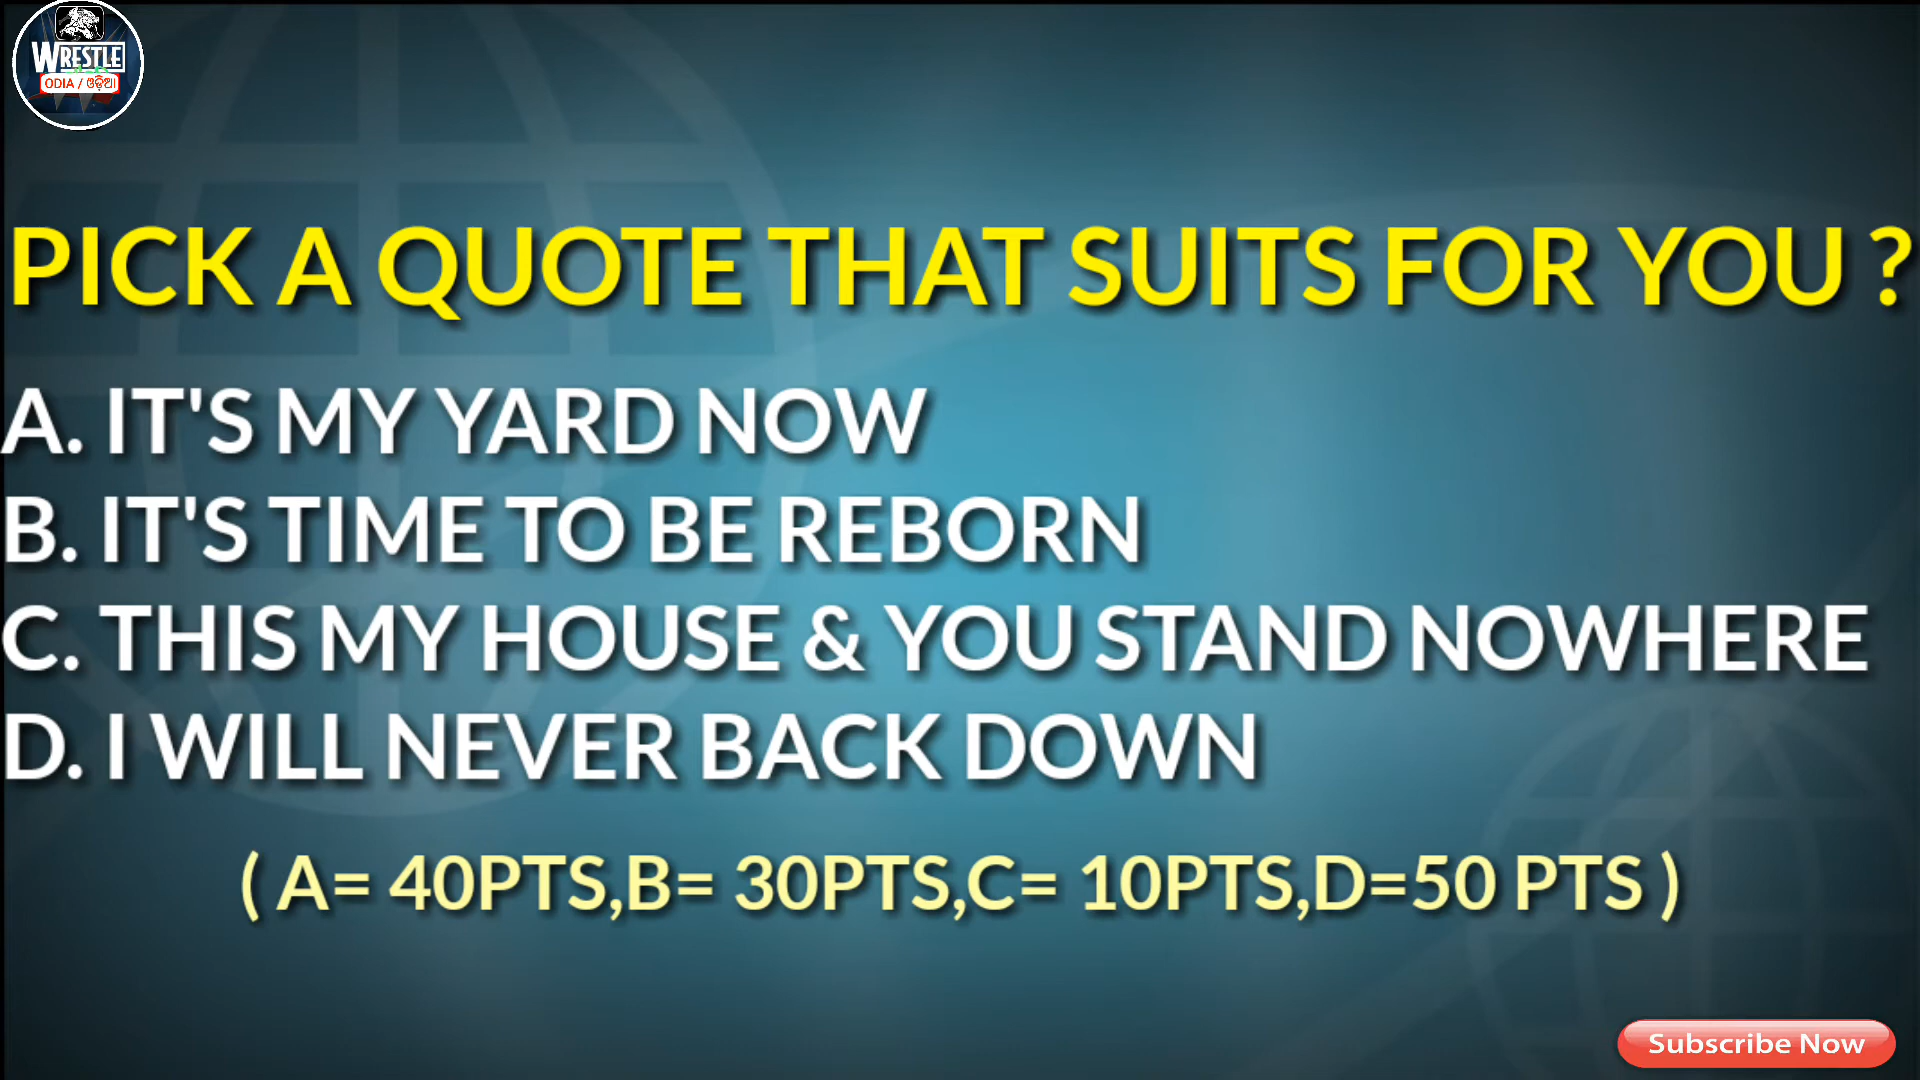 WRESTLE
ODIA / ଓଡ଼ିଆ
PICK A QUOTE THAT SUITS FOR YOU ?
A. IT'S MY YARD NOW
B. IT'S TIME TO BE REBORN
C. THIS MY HOUSE & YOU STAND NOWHERE
D. I WILL NEVER BACK DOWN
( A= 40PTS,B= 30PTS,C= 10PTS,D=50 PTS )
Subscribe Now